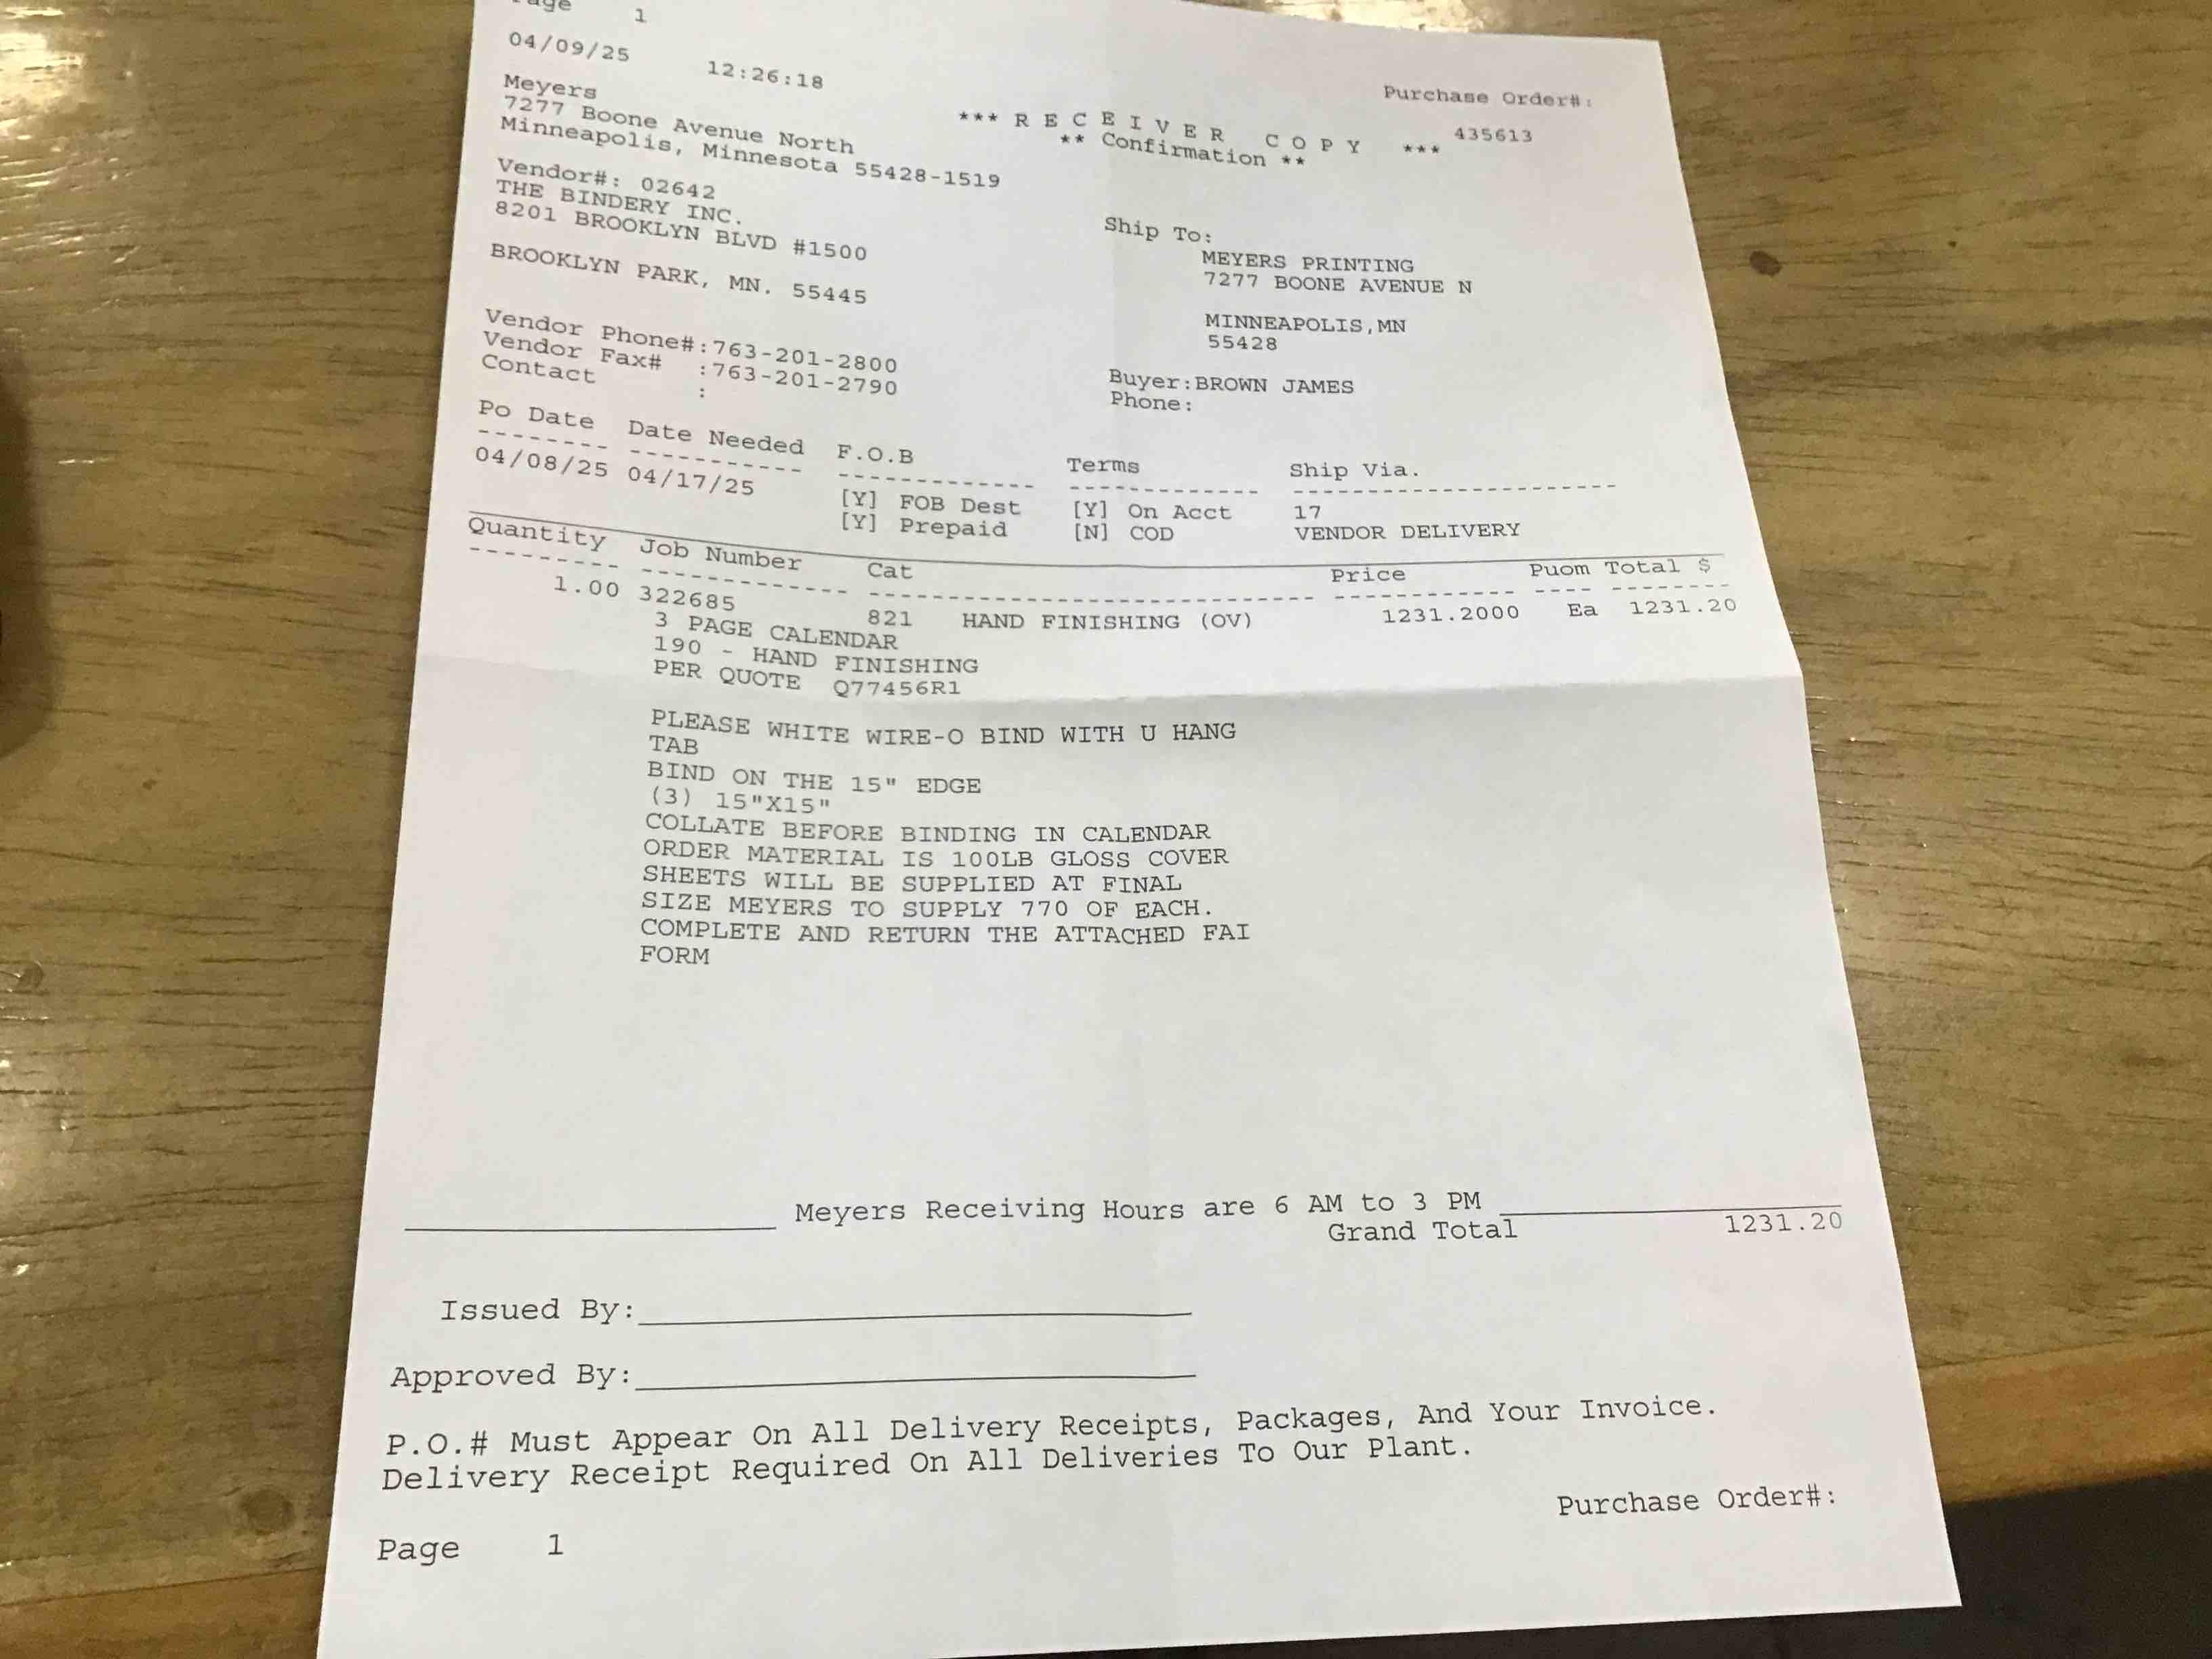 Page 1
04/09/25 12:26:18
Purchase Order#:
Meyers
7277 Boone Avenue North
Minneapolis, Minnesota 55428-1519
*** R E C E I V E R   C O P Y ***
435613
** Confirmation **
Vendor#: 02642
THE BINDERY INC.
8201 BROOKLYN BLVD #1500
BROOKLYN PARK, MN. 55445
Ship To:
MEYERS PRINTING
7277 BOONE AVENUE N
MINNEAPOLIS,MN
55428
Vendor Phone#:763-201-2800
Vendor Fax# :763-201-2790
Contact :
Buyer:BROWN JAMES
Phone:
Po Date Date Needed F.O.B Terms Ship Via.
04/08/25 04/17/25 [Y] FOB Dest [Y] On Acct 17
[Y] Prepaid [N] COD VENDOR DELIVERY
Quantity Job Number Cat Price Puom Total $
1.00 322685 821 HAND FINISHING (OV) 1231.2000 Ea 1231.20
3 PAGE CALENDAR
190 - HAND FINISHING
PER QUOTE Q77456R1
PLEASE WHITE WIRE-O BIND WITH U HANG
TAB
BIND ON THE 15" EDGE
(3) 15"X15"
COLLATE BEFORE BINDING IN CALENDAR
ORDER MATERIAL IS 100LB GLOSS COVER
SHEETS WILL BE SUPPLIED AT FINAL
SIZE MEYERS TO SUPPLY 770 OF EACH.
COMPLETE AND RETURN THE ATTACHED FAI
FORM
Meyers Receiving Hours are 6 AM to 3 PM
Grand Total 1231.20
Issued By:
Approved By:
P.O.# Must Appear On All Delivery Receipts, Packages, And Your Invoice.
Delivery Receipt Required On All Deliveries To Our Plant.
Purchase Order#:
Page 1